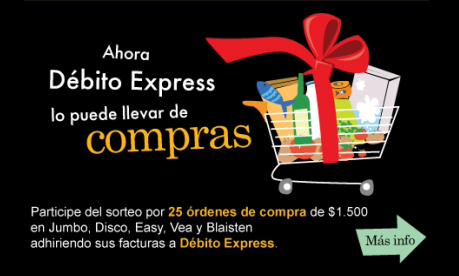 Ahora
Débito Express
lo puede llevar de
compras
Participe del sorteo por 25 órdenes de compra de $1.500
en Jumbo, Disco, Easy, Vea y Blaisten
adhiriendo sus facturas a Débito Express.
Más info